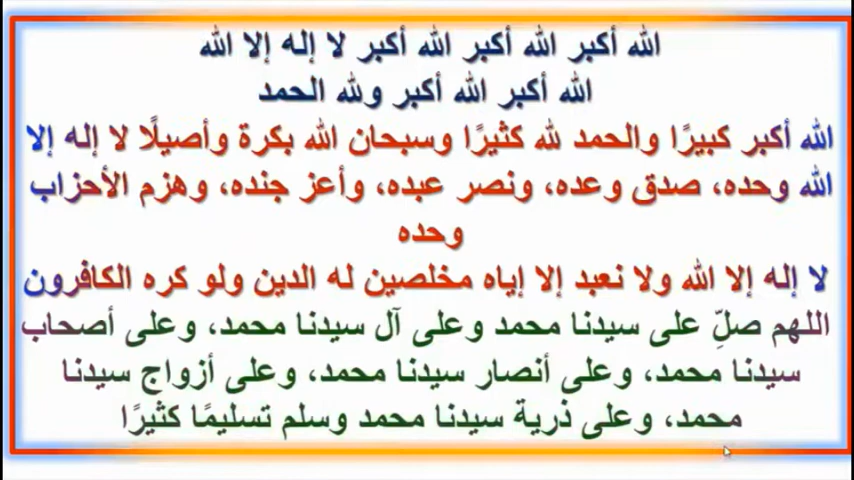 الله أكبر الله أكبر الله أكبر لا إله إلا الله
الله أكبر الله أكبر ولله الحمد
الله أكبر كبيرًا والحمد لله كثيرًا وسبحان الله بكرة وأصيلًا لا إله إلا
الله وحده، صدق وعده، ونصر عبده، وأعز جنده، وهزم الأحزاب
وحده
لا إله إلا الله ولا نعبد إلا إياه مخلصين له الدين ولو كره الكافرون
اللهم صلِّ على سيدنا محمد وعلى آل سيدنا محمد، وعلى أصحاب
سيدنا محمد، وعلى أنصار سيدنا محمد، وعلى أزواج سيدنا
محمد، وعلى ذرية سيدنا محمد وسلم تسليمًا كثيرًا